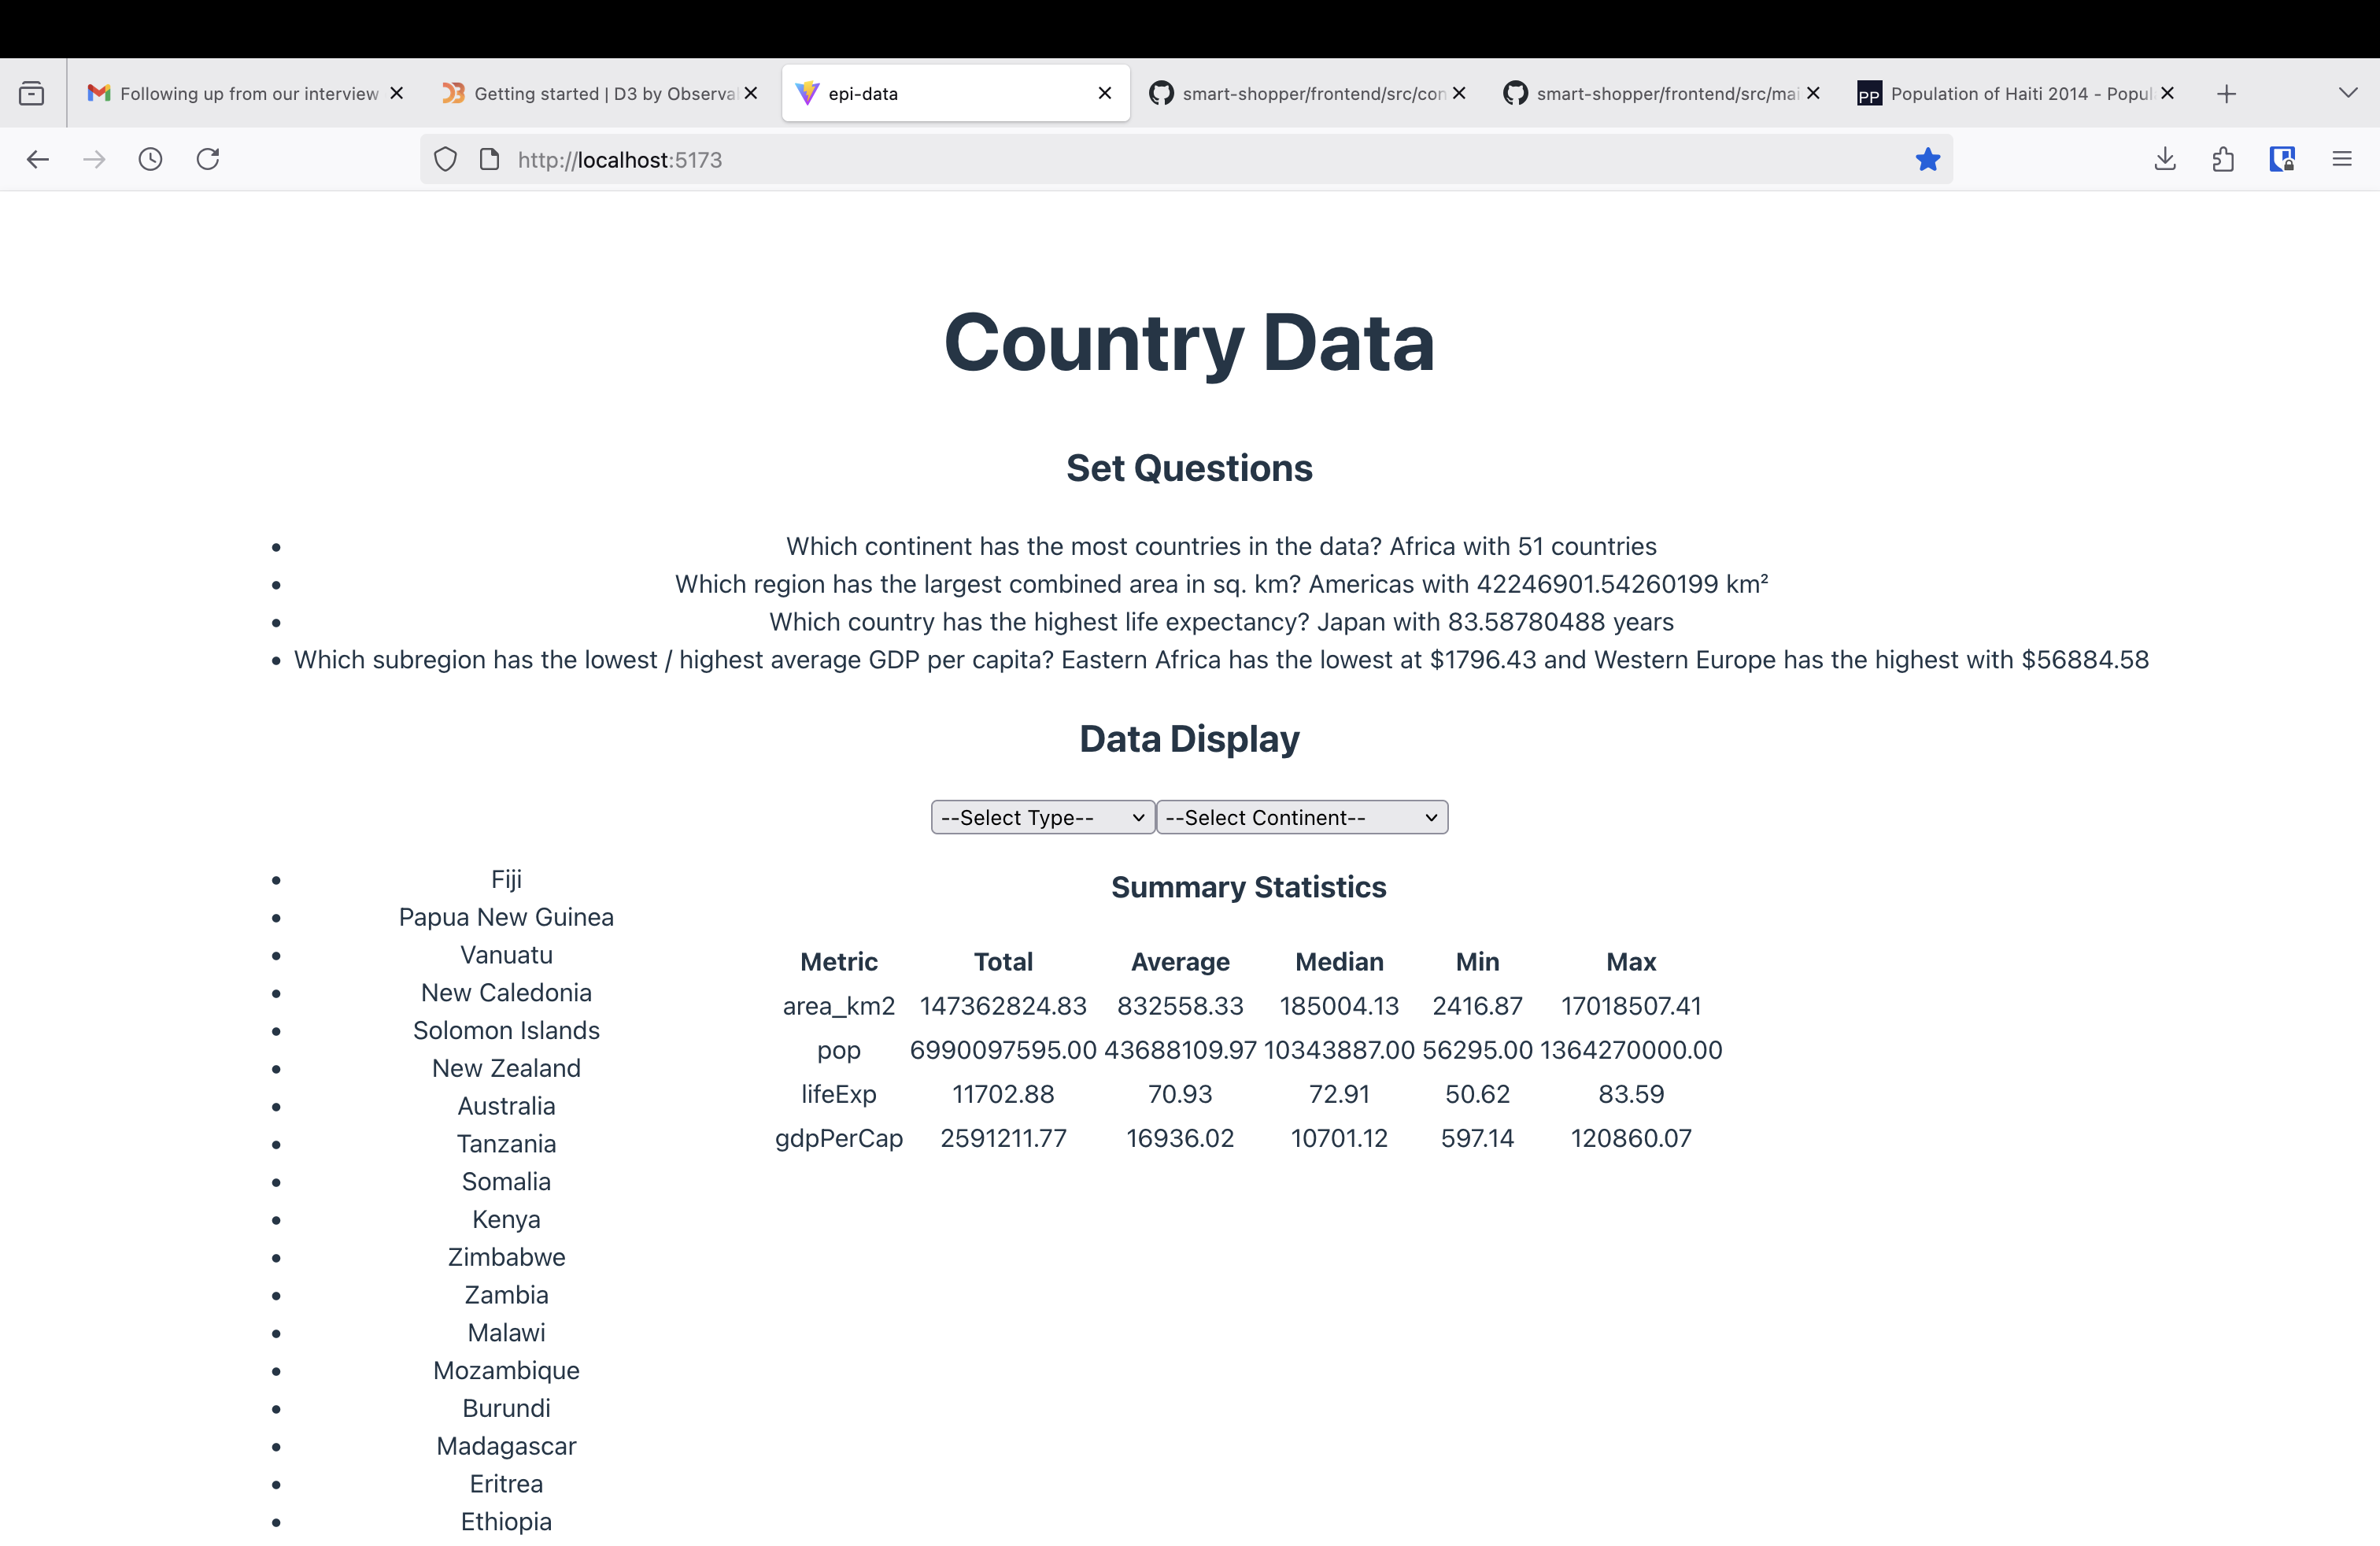 Following up from our interview
Getting started | D3 by Observa
epi-data
smart-shopper/frontend/src/con
smart-shopper/frontend/src/mai
PP Population of Haiti 2014 - Popul
http://localhost:5173
Country Data
Set Questions
• Which continent has the most countries in the data? Africa with 51 countries
• Which region has the largest combined area in sq. km? Americas with 42246901.54260199 km²
• Which country has the highest life expectancy? Japan with 83.58780488 years
• Which subregion has the lowest / highest average GDP per capita? Eastern Africa has the lowest at $1796.43 and Western Europe has the highest with $56884.58
Data Display
--Select Type-- --Select Continent--
• Fiji
• Papua New Guinea
• Vanuatu
• New Caledonia
• Solomon Islands
• New Zealand
• Australia
• Tanzania
• Somalia
• Kenya
• Zimbabwe
• Zambia
• Malawi
• Mozambique
• Burundi
• Madagascar
• Eritrea
• Ethiopia
Summary Statistics
Metric Total Average Median Min Max
area_km2 147362824.83 832558.33 185004.13 2416.87 17018507.41
pop 6990097595.00 43688109.97 10343887.00 56295.00 1364270000.00
lifeExp 11702.88 70.93 72.91 50.62 83.59
gdpPerCap 2591211.77 16936.02 10701.12 597.14 120860.07